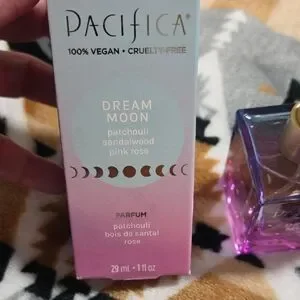 PACIFICA®
100% VEGAN • CRUELTY-FREE
DREAM
MOON
patchouli
sandalwood
pink rose
PARFUM
patchouli
bois de santal
rose
29 mL • 1 fl oz